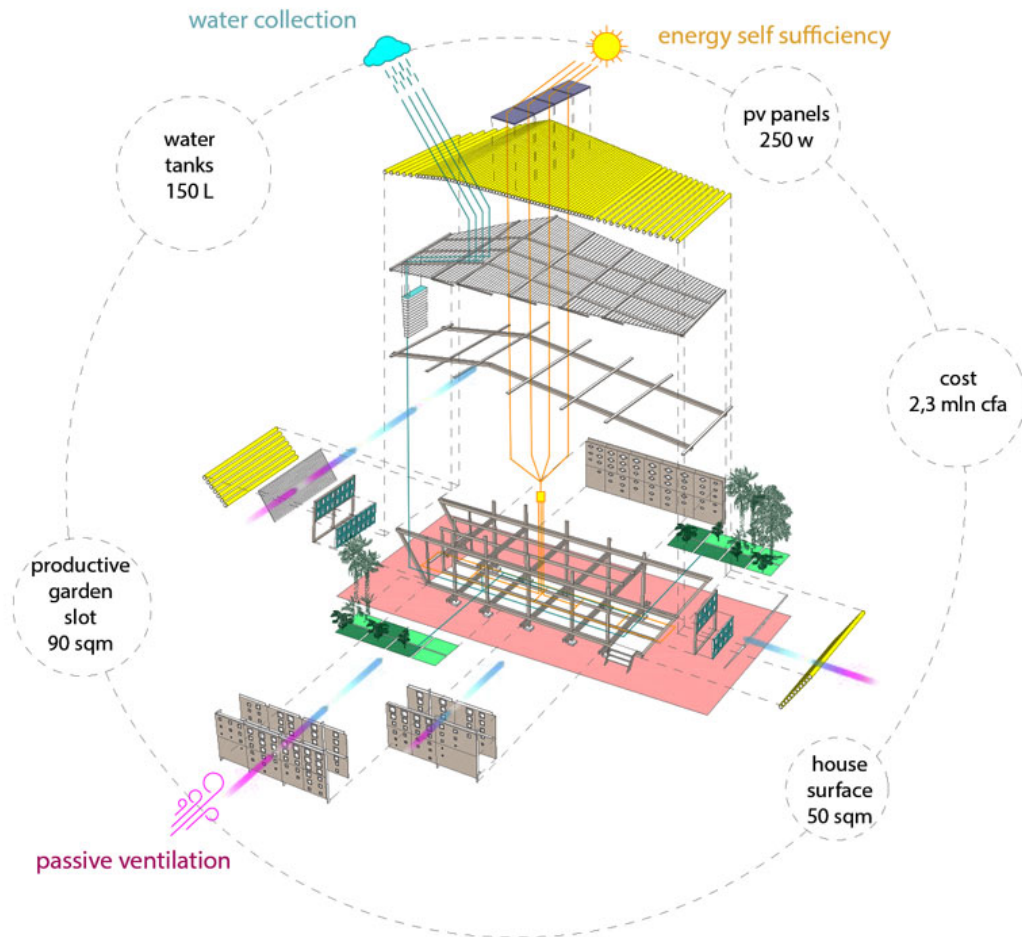 water collection
energy self sufficiency
water
tanks
150 L
pv panels
250 w
cost
2,3 mln cfa
productive
garden
slot
90 sqm
house
surface
50 sqm
passive ventilation